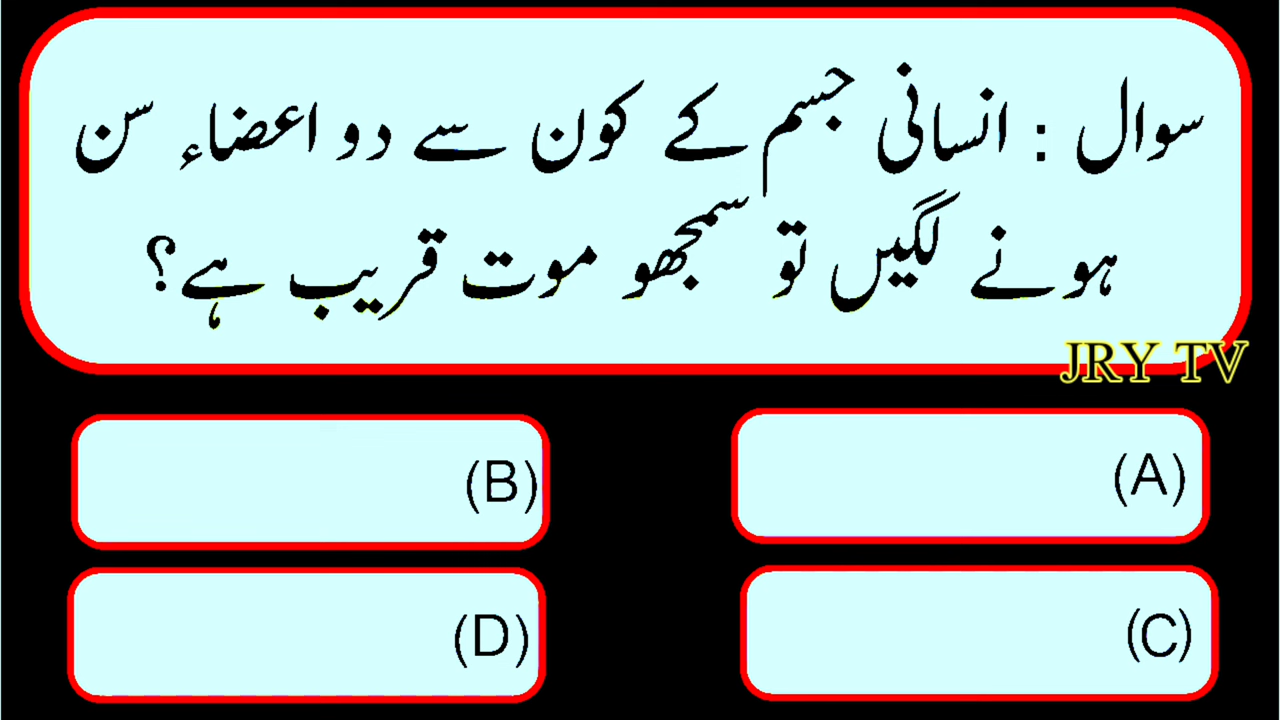 سوال : انسانی جسم کے کون سے دو اعضاء سن
ہونے لگیں تو سمجھو موت قریب ہے؟
JRY TV
(A)
(B)
(C)
(D)